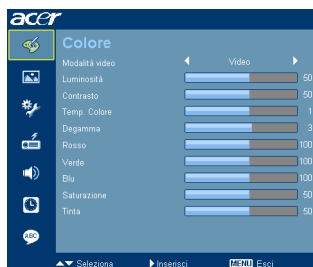 acer
Colore
Modalità video Video
Luminosità 50
Contrasto 50
Temp. Colore 1
Degamma 3
Rosso 100
Verde 100
Blu 100
Saturazione 50
Tinta 50
ABC
Seleziona Inserisci MENU Esci